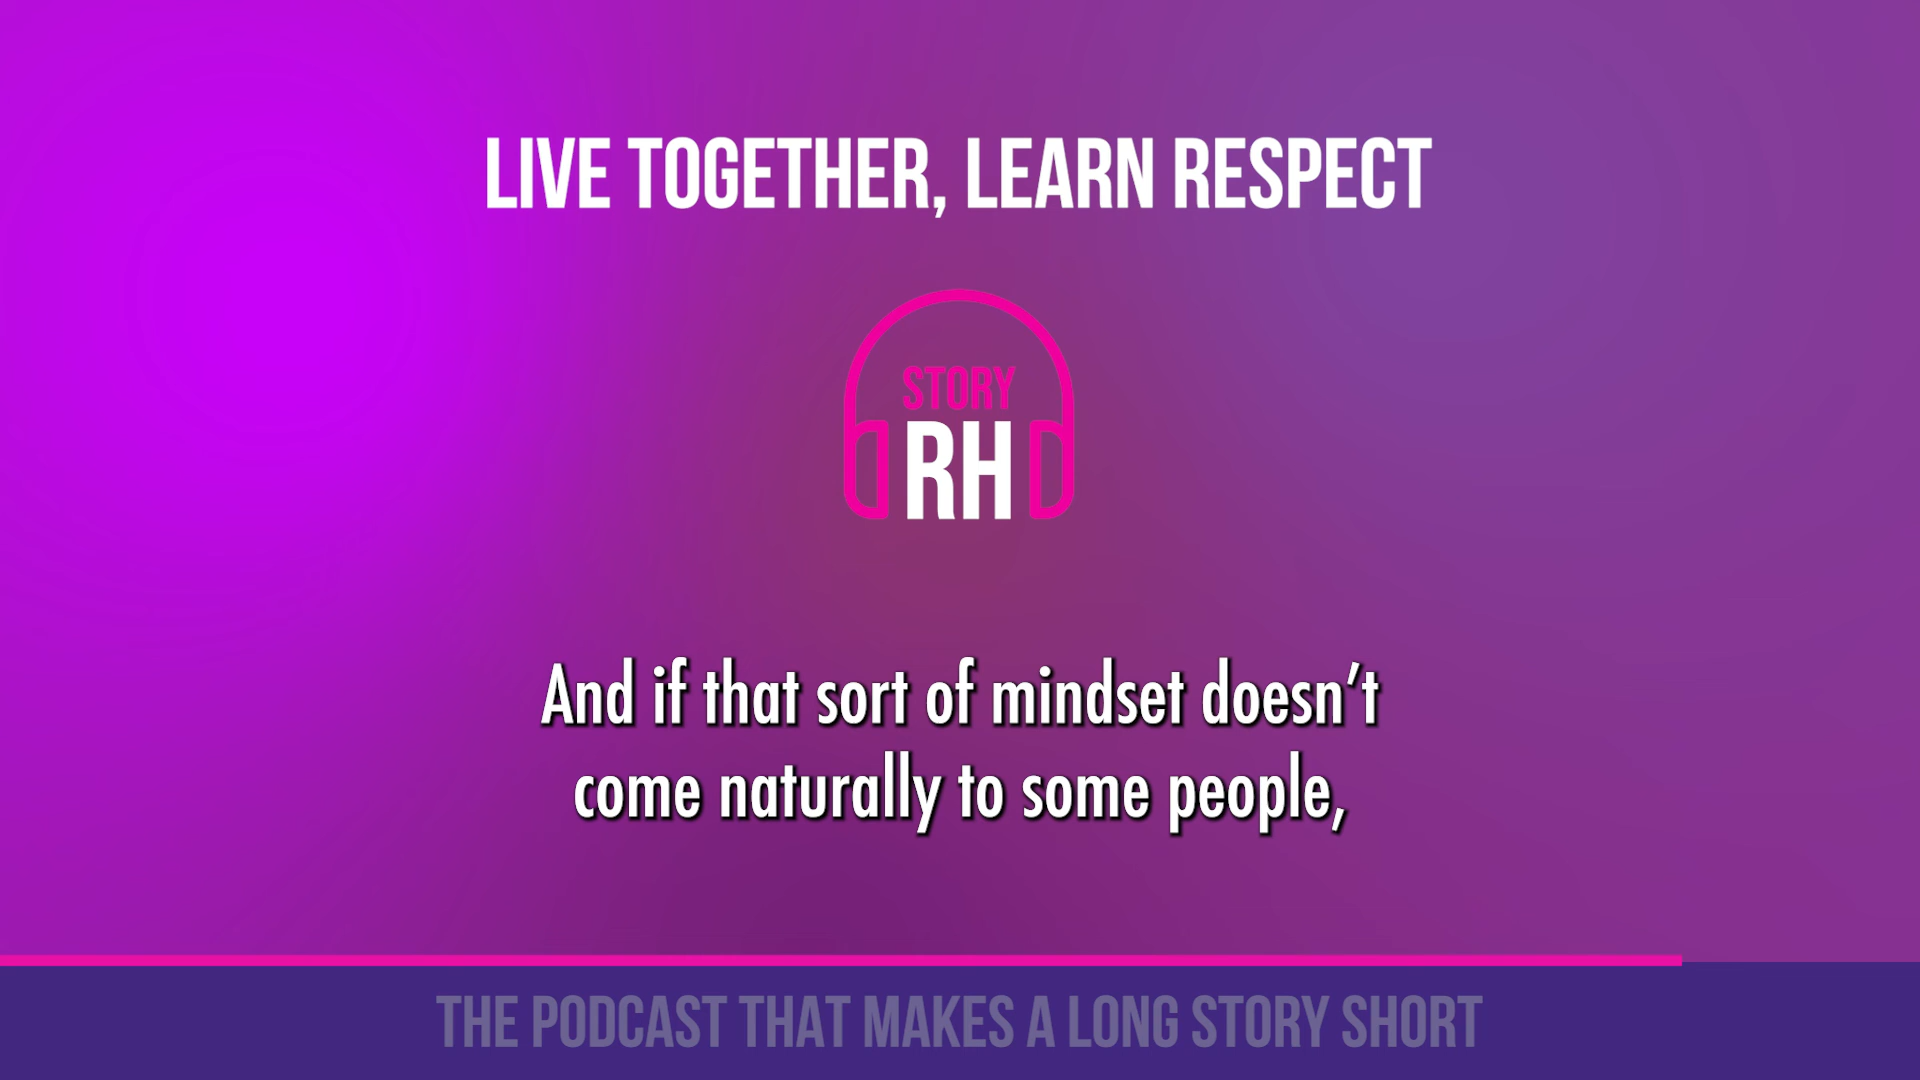 LIVE TOGETHER, LEARN RESPECT
STORY
RH
And if that sort of mindset doesn’t
come naturally to some people,
THE PODCAST THAT MAKES A LONG STORY SHORT